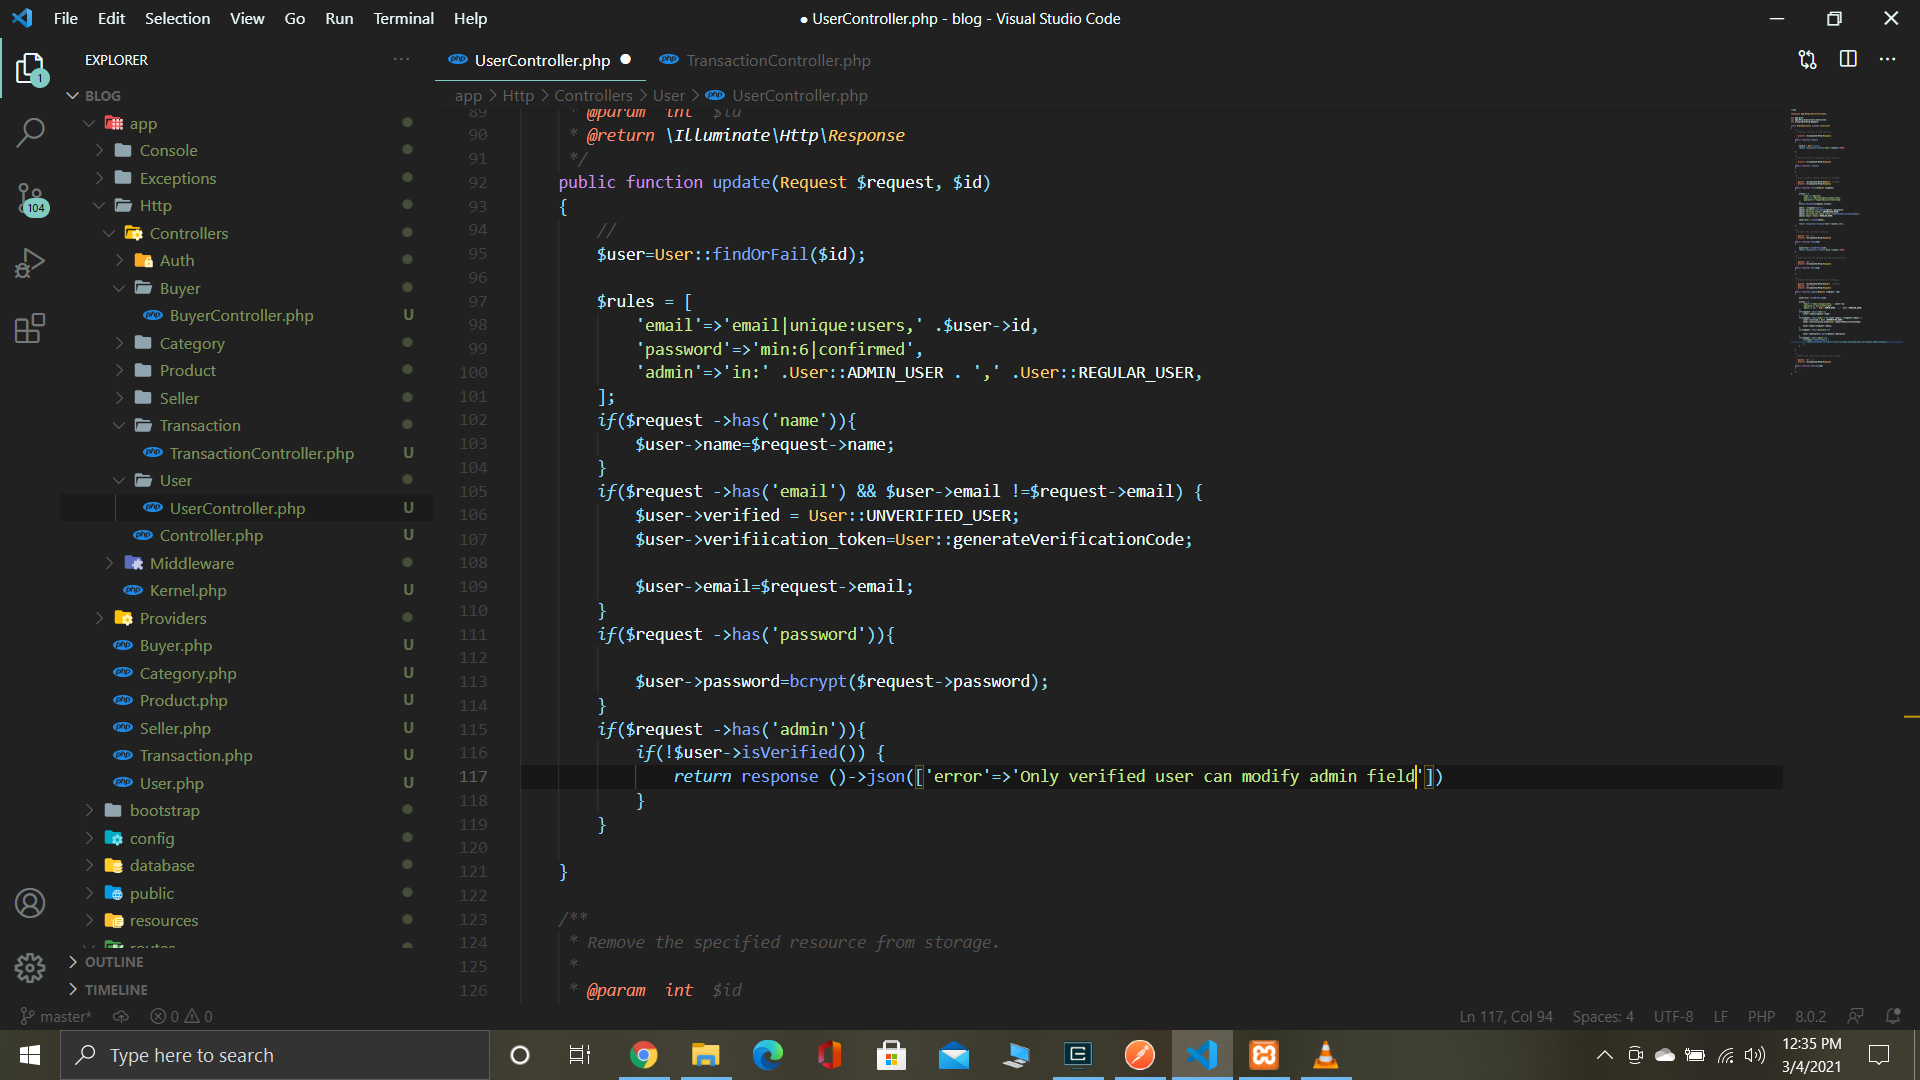 File Edit Selection View Go Run Terminal Help
● UserController.php - blog - Visual Studio Code
EXPLORER
1
104
BLOG
app
Console
Exceptions
Http
Controllers
Auth
Buyer
BuyerController.php U
Category
Product
Seller
Transaction
TransactionController.php U
User
UserController.php U
Controller.php U
Middleware
Kernel.php U
Providers
Buyer.php U
Category.php U
Product.php U
Seller.php U
Transaction.php U
User.php U
bootstrap
config
database
public
resources
routes
OUTLINE
TIMELINE
UserController.php ● TransactionController.php
app > Http > Controllers > User > UserController.php
89 * @param int $id
90 * @return \Illuminate\Http\Response
91 */
92 public function update(Request $request, $id)
93 {
94 //
95 $user=User::findOrFail($id);
96
97 $rules = [
98 'email'=>'email|unique:users,' .$user->id,
99 'password'=>'min:6|confirmed',
100 'admin'=>'in:' .User::ADMIN_USER . ',' .User::REGULAR_USER,
101 ];
102 if($request ->has('name')){
103 $user->name=$request->name;
104 }
105 if($request ->has('email') && $user->email !=$request->email) {
106 $user->verified = User::UNVERIFIED_USER;
107 $user->verifiication_token=User::generateVerificationCode;
108
109 $user->email=$request->email;
110 }
111 if($request ->has('password')){
112
113 $user->password=bcrypt($request->password);
114 }
115 if($request ->has('admin')){
116 if(!$user->isVerified()) {
117 return response ()->json(['error'=>'Only verified user can modify admin field'])
118 }
119 }
120
121 }
122
123 /**
124 * Remove the specified resource from storage.
125 *
126 * @param int $id
master* 0 0
Ln 117, Col 94 Spaces: 4 UTF-8 LF PHP 8.0.2
Type here to search
12:35 PM
3/4/2021